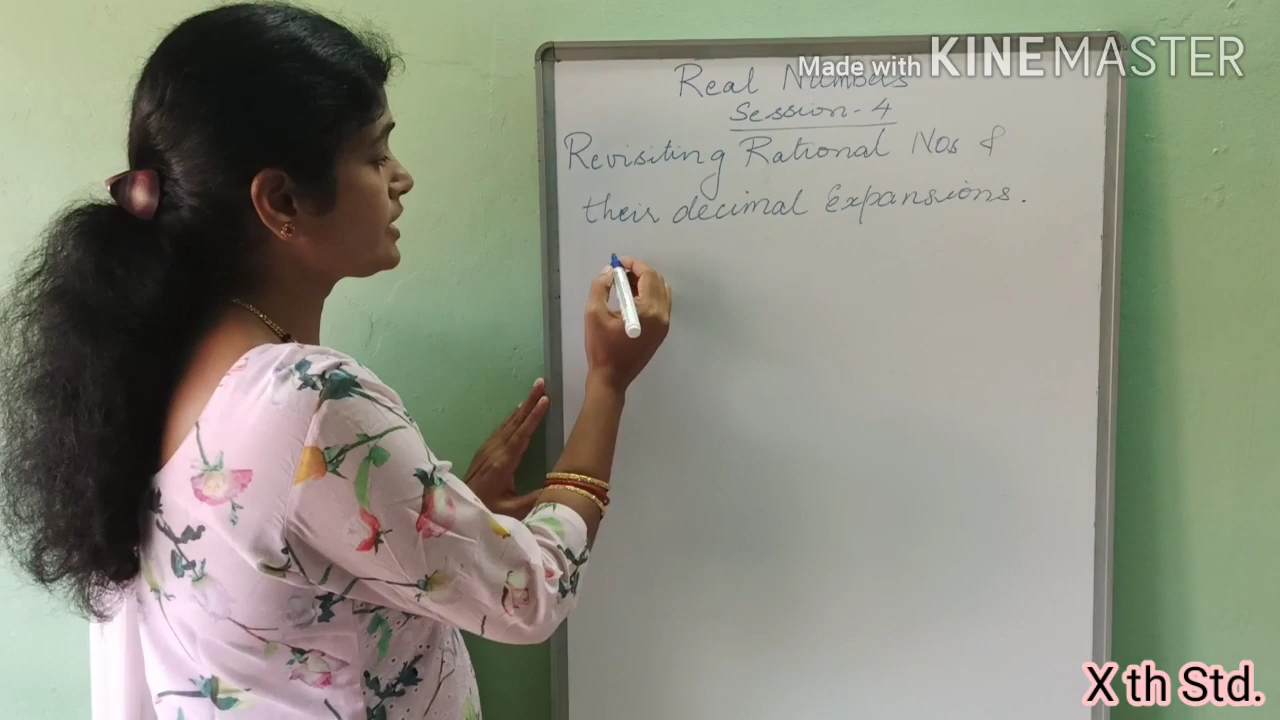 Made with KINEMASTER
Real Numbers
Session - 4
Revisiting Rational Nos &
their decimal Expansions.
X th Std.